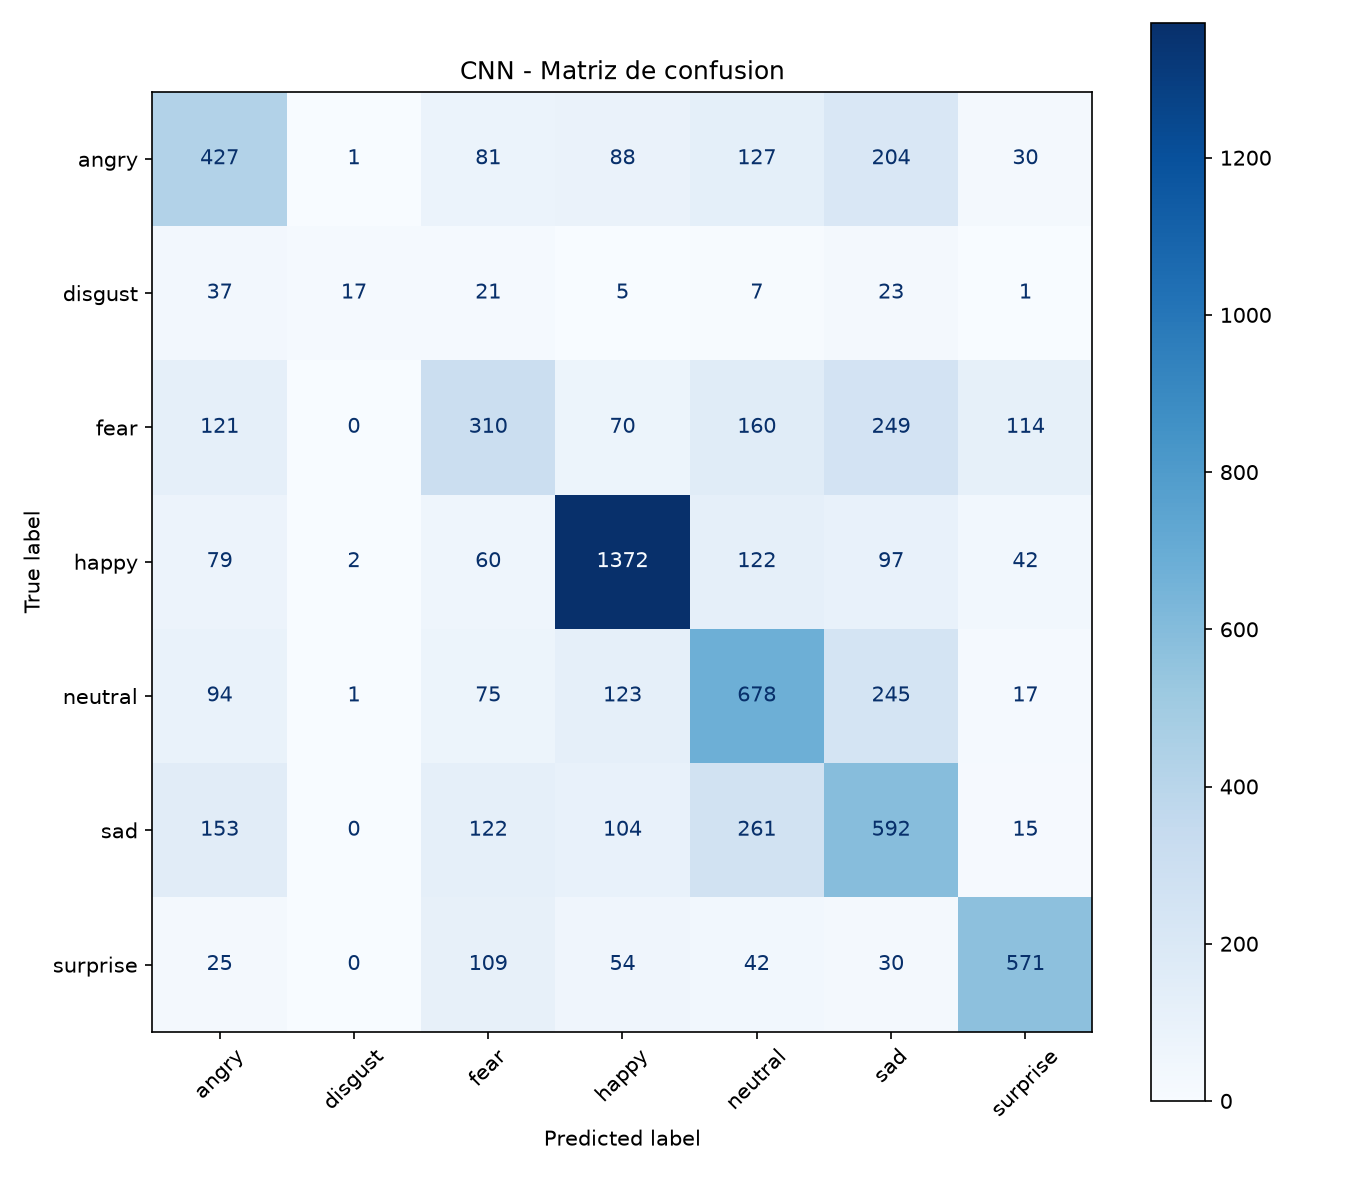 CNN - Matriz de confusion
True label
angry 427 1 81 88 127 204 30
disgust 37 17 21 5 7 23 1
fear 121 0 310 70 160 249 114
happy 79 2 60 1372 122 97 42
neutral 94 1 75 123 678 245 17
sad 153 0 122 104 261 592 15
surprise 25 0 109 54 42 30 571
angry disgust fear happy neutral sad surprise
Predicted label
1200
1000
800
600
400
200
0